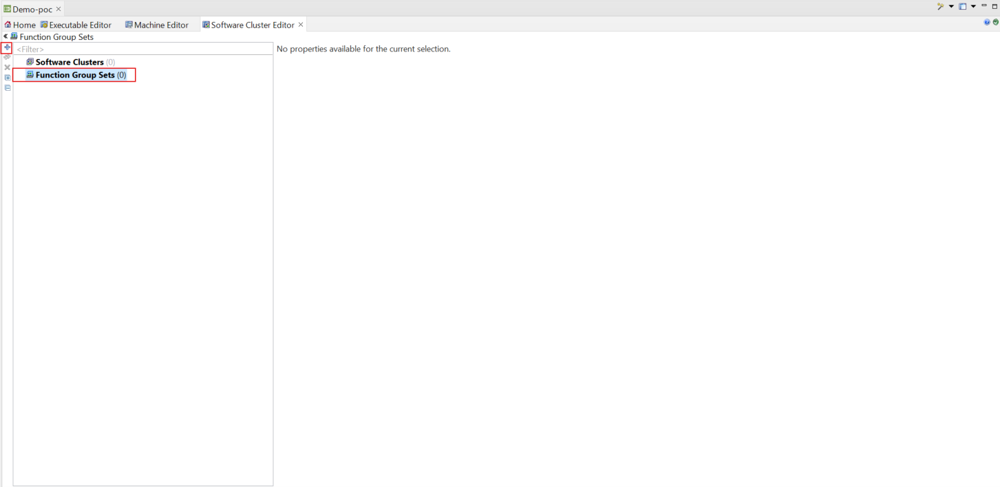 Demo-poc
Home Executable Editor Machine Editor Software Cluster Editor
Function Group Sets
<Filter>
No properties available for the current selection.
Software Clusters (0)
Function Group Sets (0)